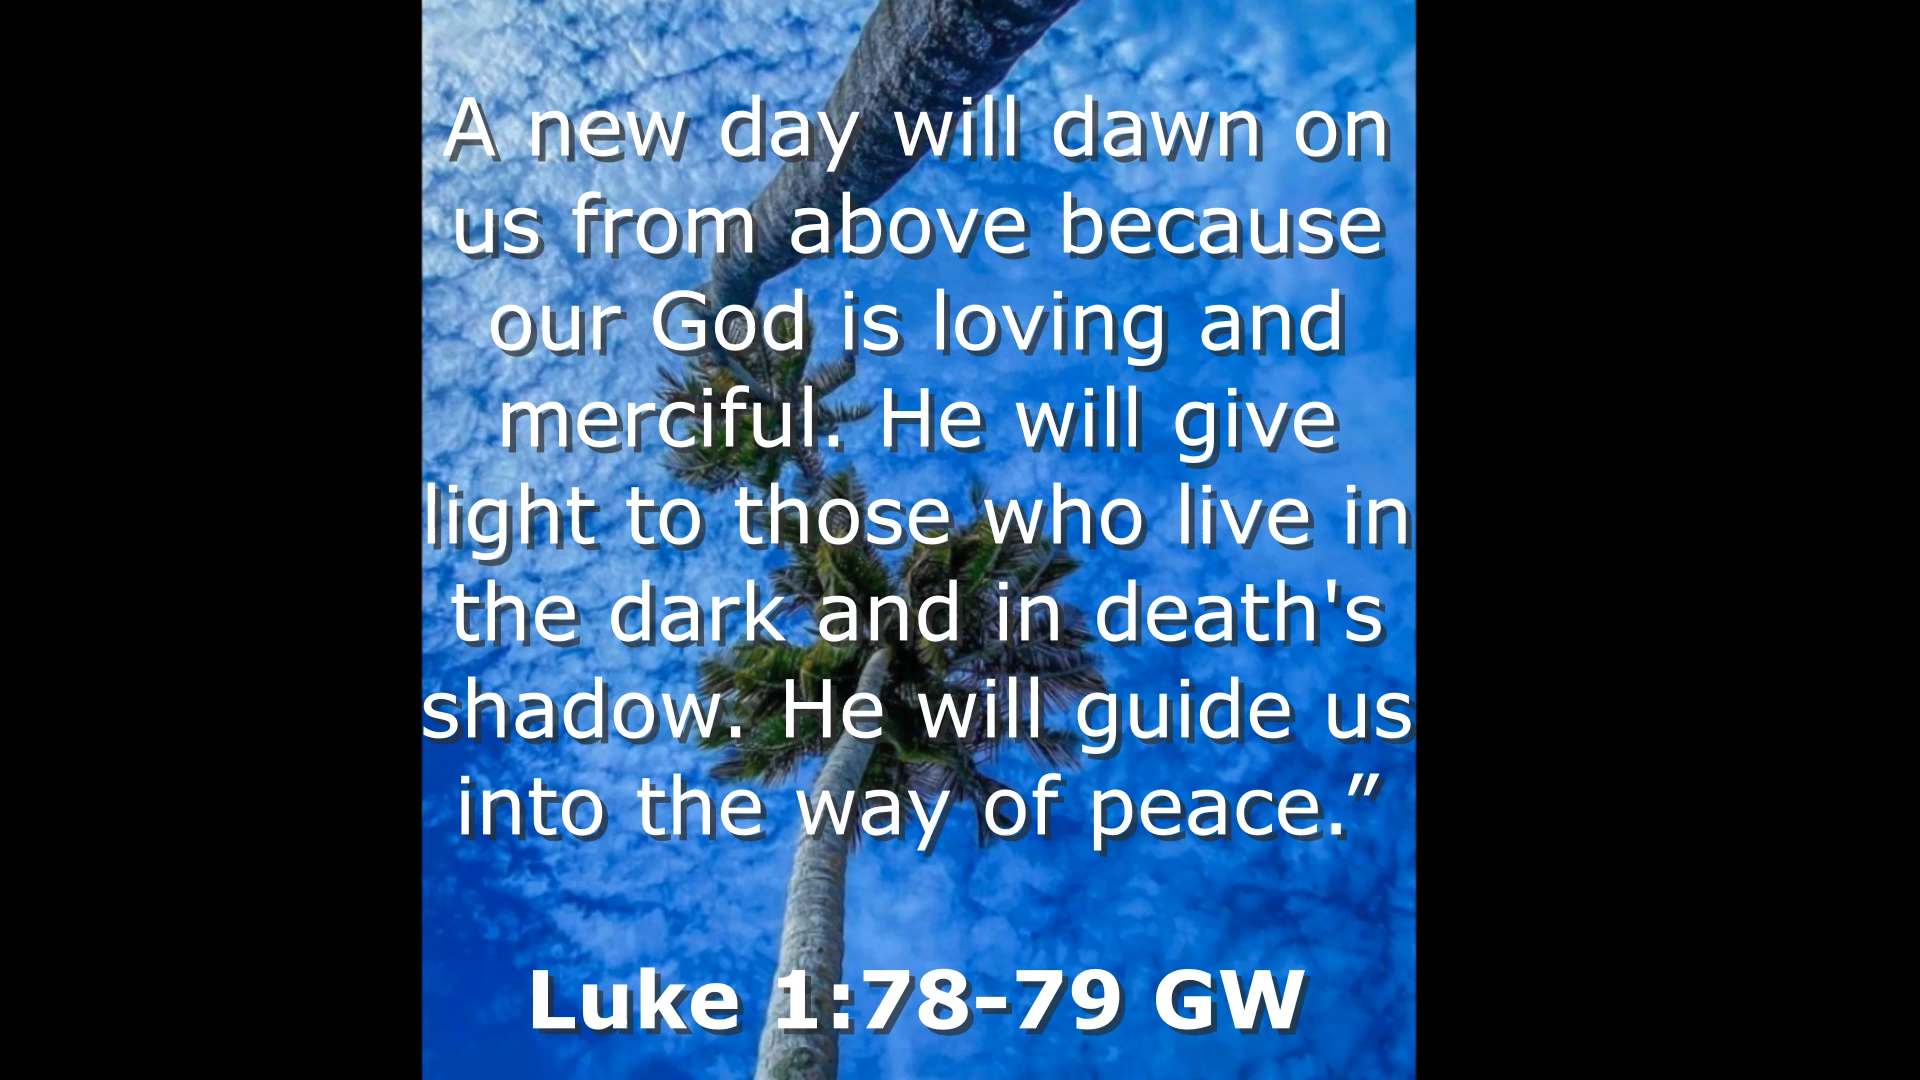 A new day will dawn on
us from above because
our God is loving and
merciful. He will give
light to those who live in
the dark and in death's
shadow. He will guide us
into the way of peace.”
Luke 1:78-79 GW